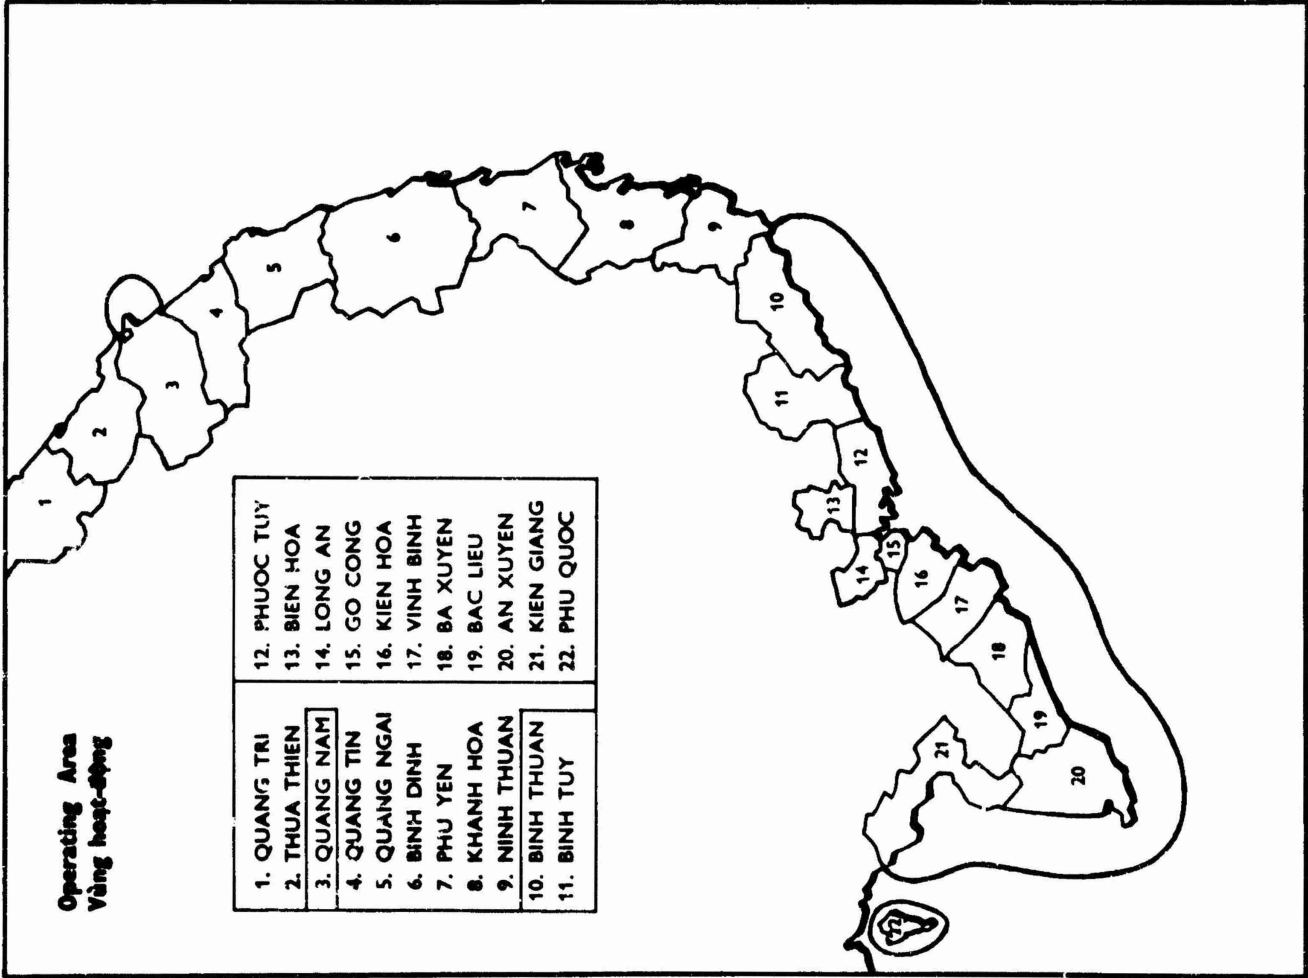 Operating Area
Vùng hoạt-động
1. QUANG TRI
2. THUA THIEN
3. QUANG NAM
4. QUANG TIN
5. QUANG NGAI
6. BINH DINH
7. PHU YEN
8. KHANH HOA
9. NINH THUAN
10. BINH THUAN
11. BINH TUY
12. PHUOC TUY
13. BIEN HOA
14. LONG AN
15. GO CONG
16. KIEN HOA
17. VINH BINH
18. BA XUYEN
19. BAC LIEU
20. AN XUYEN
21. KIEN GIANG
22. PHU QUOC
1
2
3
4
5
6
7
8
9
10
11
12
13
14
15
16
17
18
19
20
21
22